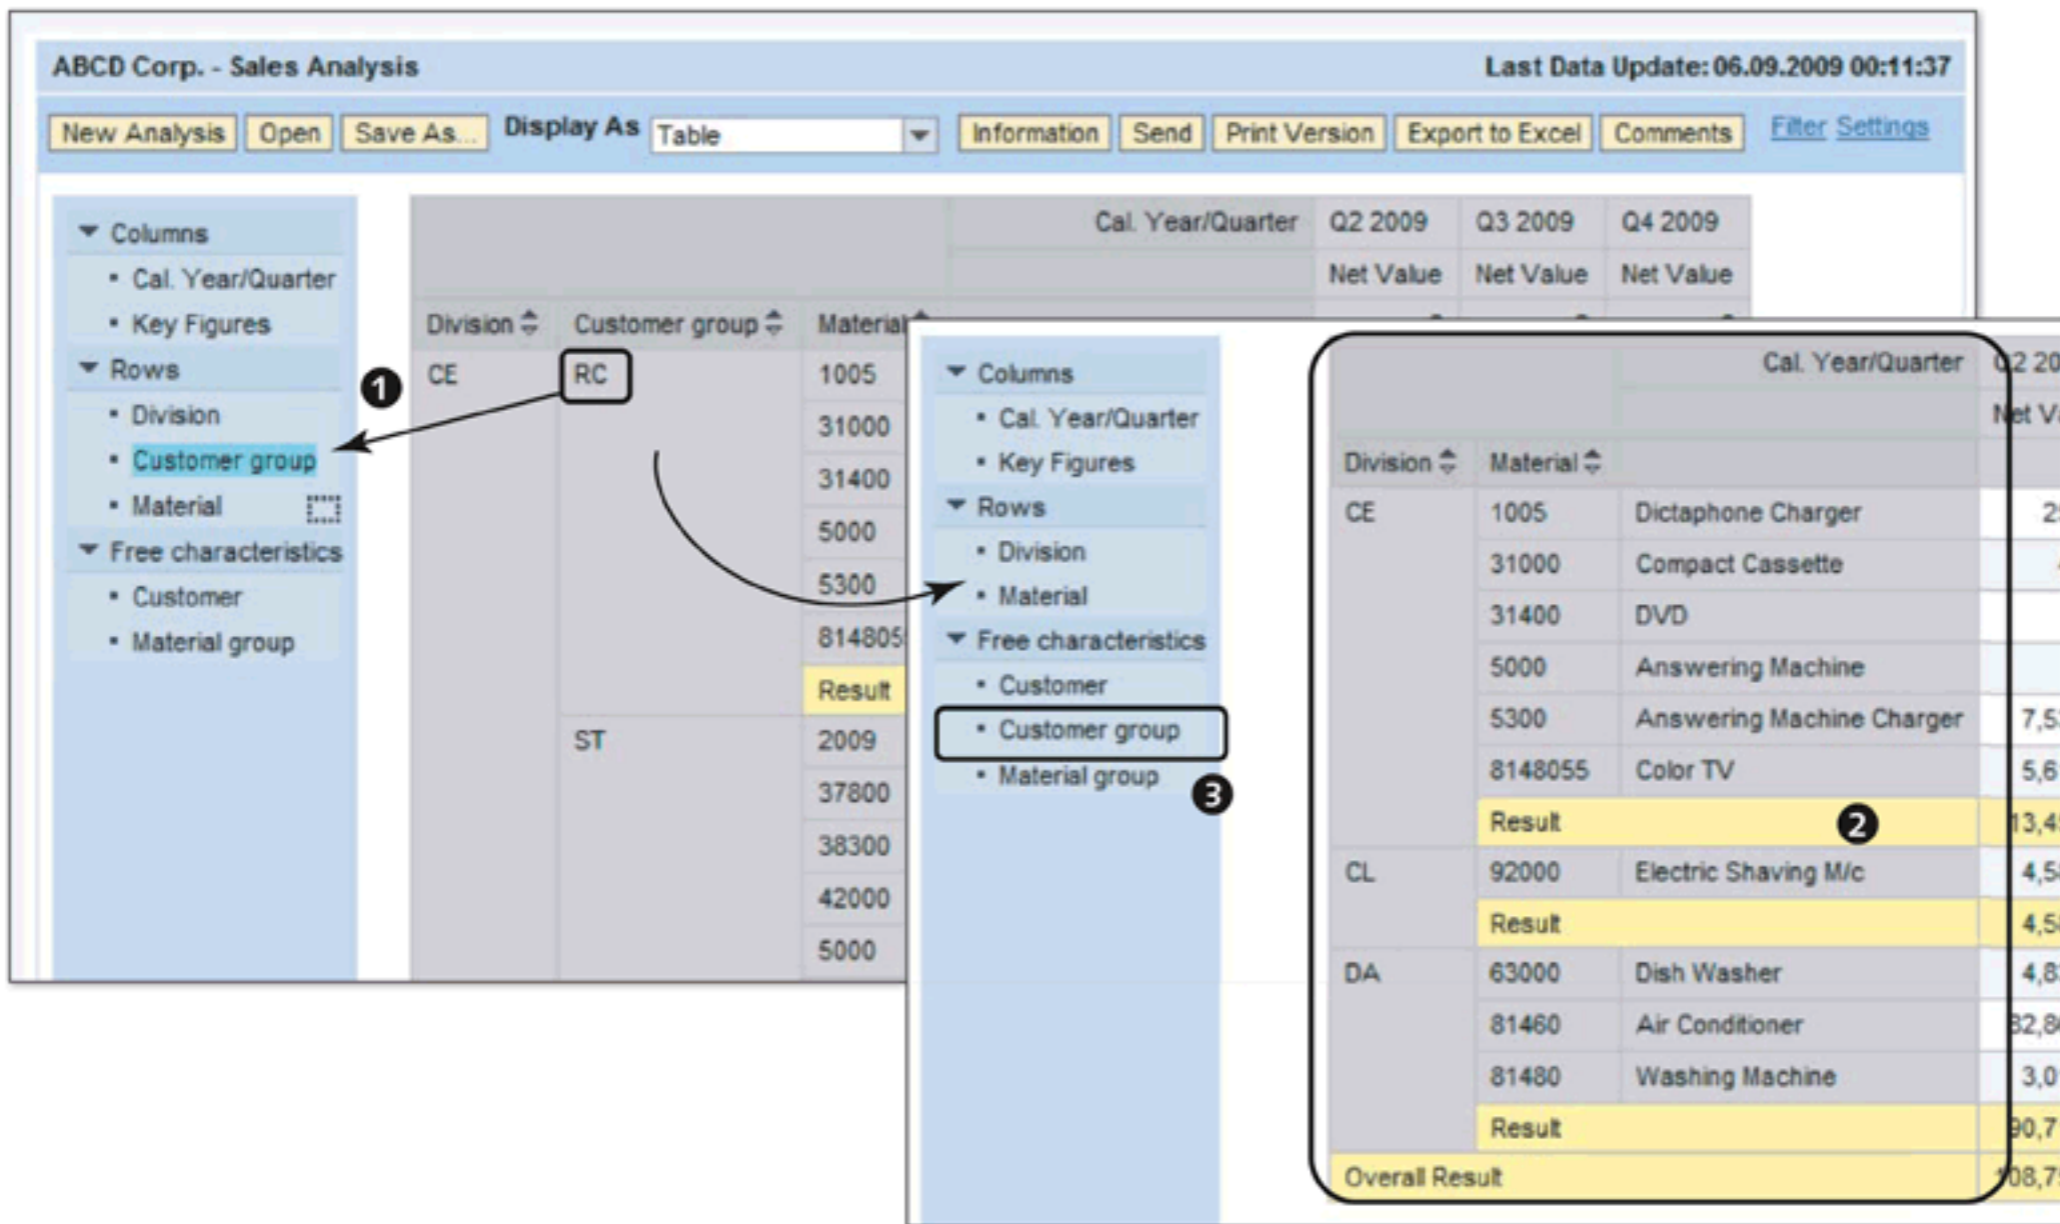 ABCD Corp. - Sales Analysis Last Data Update: 06.09.2009 00:11:37
New Analysis Open Save As... Display As Table Information Send Print Version Export to Excel Comments Filter Settings
Columns
Cal. Year/Quarter
Key Figures
Rows
Division
Customer group
Material
Free characteristics
Customer
Material group
1
Cal. Year/Quarter Q2 2009 Q3 2009 Q4 2009
Net Value Net Value Net Value
Division Customer group Material
CE RC 1005
31000
31400
5000
5300
Result
ST 2009
37800
38300
42000
5000
Columns
Cal. Year/Quarter
Key Figures
Rows
Division
Material
Free characteristics
Customer
Customer group
Material group
3
Cal. Year/Quarter
Division Material
CE 1005 Dictaphone Charger
31000 Compact Cassette
31400 DVD
5000 Answering Machine
5300 Answering Machine Charger
8148055 Color TV
Result 2
CL 92000 Electric Shaving M/c
Result
DA 63000 Dish Washer
81460 Air Conditioner
81480 Washing Machine
Result
Overall Result